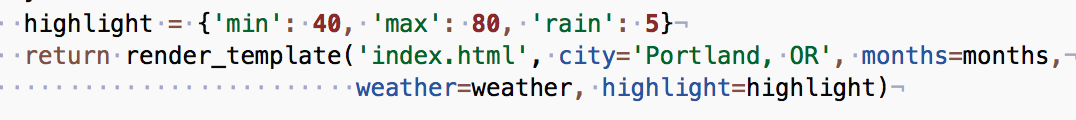 highlight = {'min': 40, 'max': 80, 'rain': 5}¬
return render_template('index.html', city='Portland, OR', months=months,¬
weather=weather, highlight=highlight)¬